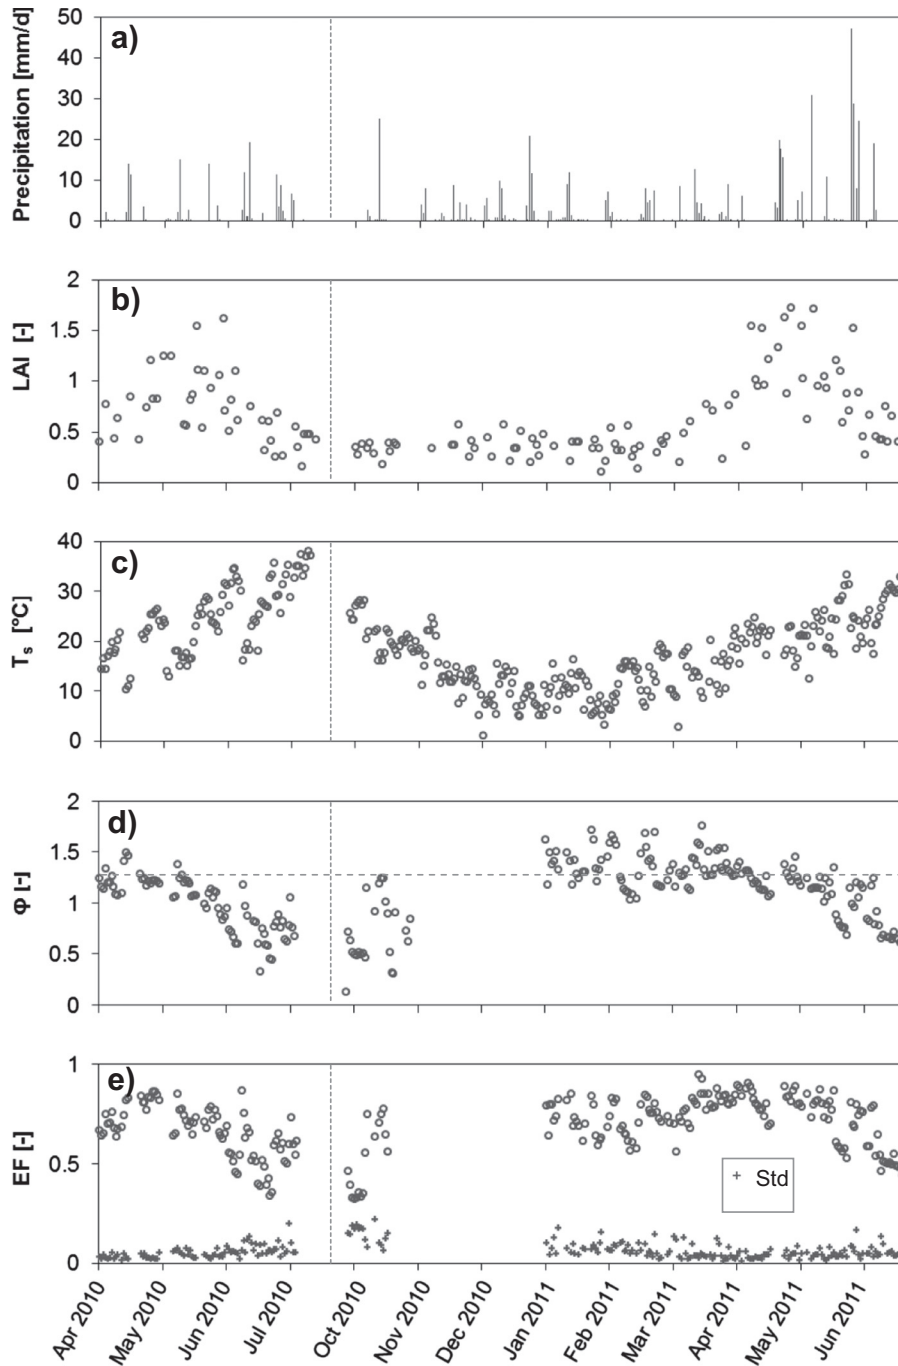 Precipitation [mm/d]
a)
50
40
30
20
10
0
LAI [-]
b)
2
1.5
1
0.5
0
Ts [°C]
c)
40
30
20
10
0
φ [-]
d)
2
1.5
1
0.5
0
EF [-]
e)
1
0.5
0
+ Std
Apr 2010
May 2010
Jun 2010
Jul 2010
Oct 2010
Nov 2010
Dec 2010
Jan 2011
Feb 2011
Mar 2011
Apr 2011
May 2011
Jun 2011